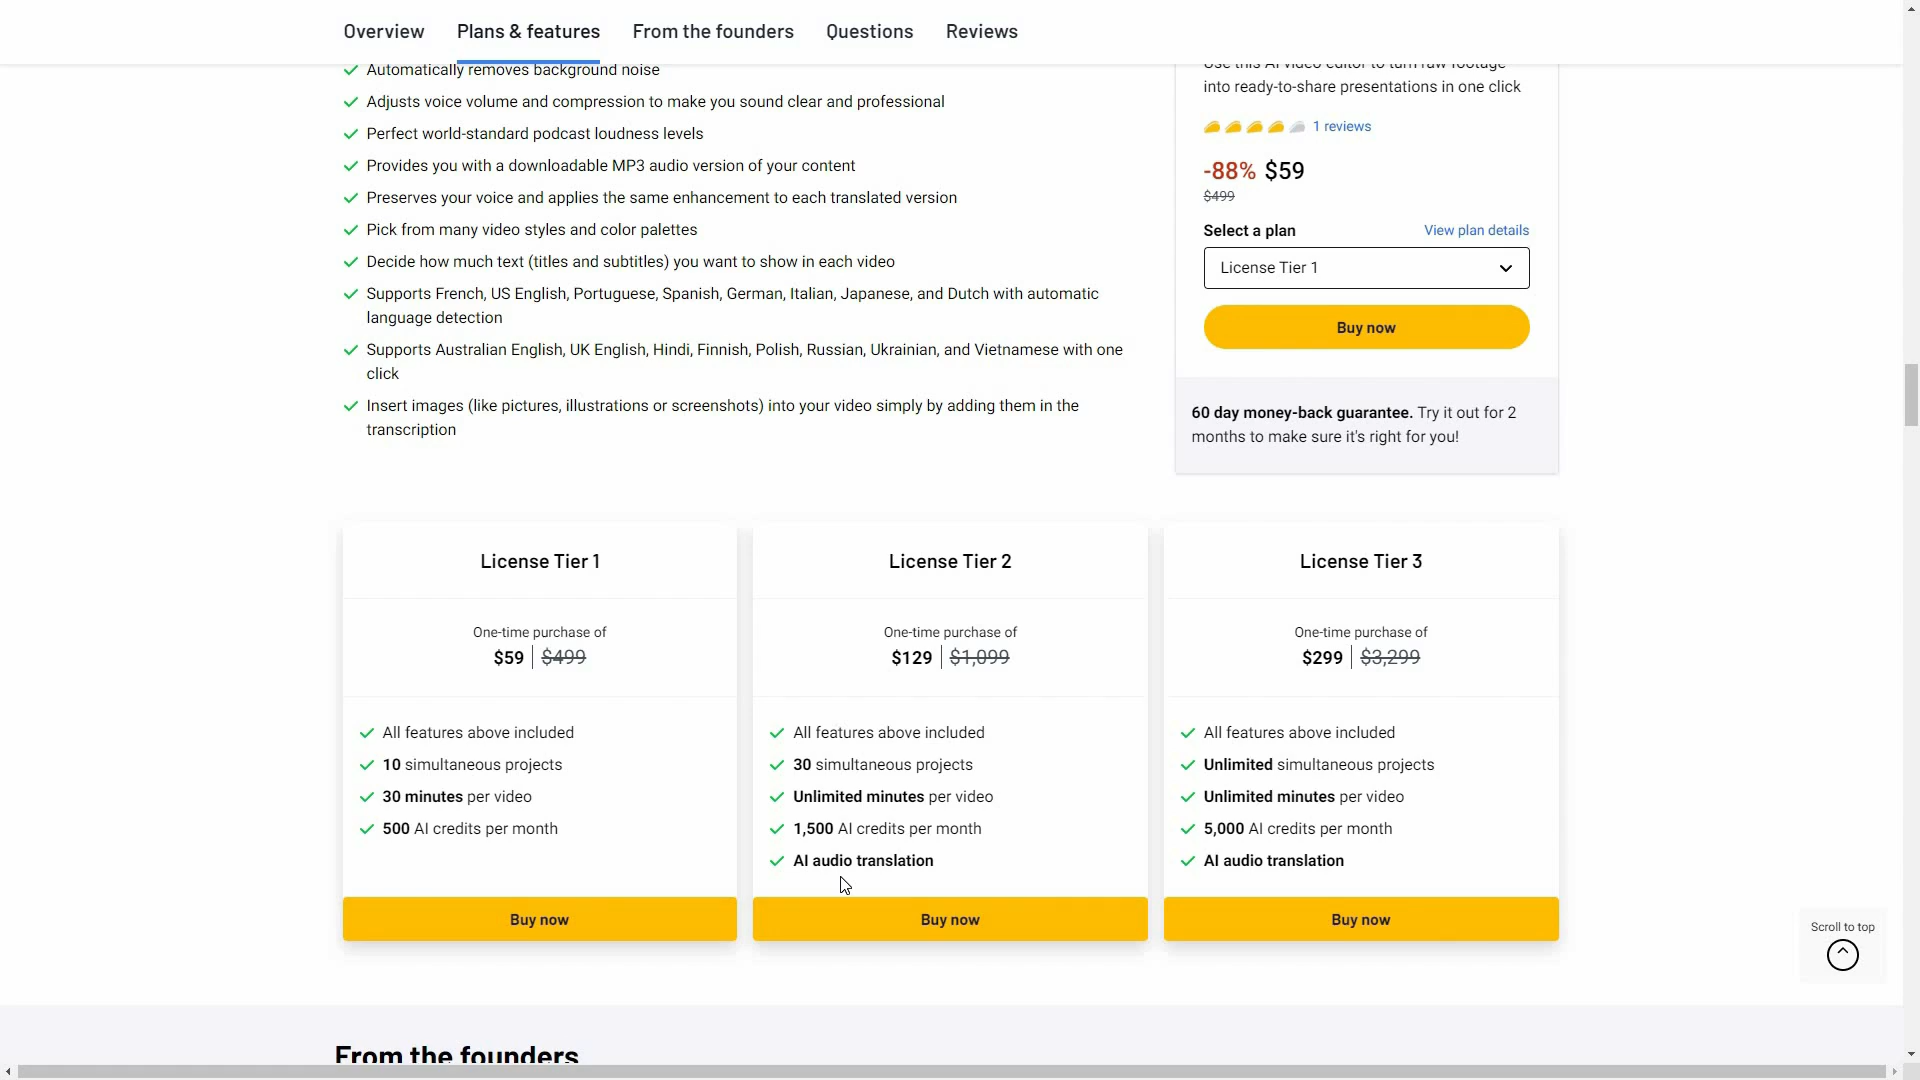 Overview
Plans & features
From the founders
Questions
Reviews
Automatically removes background noise
Adjusts voice volume and compression to make you sound clear and professional
Perfect world-standard podcast loudness levels
Provides you with a downloadable MP3 audio version of your content
Preserves your voice and applies the same enhancement to each translated version
Pick from many video styles and color palettes
Decide how much text (titles and subtitles) you want to show in each video
Supports French, US English, Portuguese, Spanish, German, Italian, Japanese, and Dutch with automatic
language detection
Supports Australian English, UK English, Hindi, Finnish, Polish, Russian, Ukrainian, and Vietnamese with one
click
Insert images (like pictures, illustrations or screenshots) into your video simply by adding them in the
transcription
Use this AI video editor to turn raw footage
into ready-to-share presentations in one click
1 reviews
-88% $59
$499
Select a plan
View plan details
License Tier 1
Buy now
60 day money-back guarantee. Try it out for 2
months to make sure it's right for you!
License Tier 1
One-time purchase of
$59 $499
All features above included
10 simultaneous projects
30 minutes per video
500 AI credits per month
Buy now
License Tier 2
One-time purchase of
$129 $1,099
All features above included
30 simultaneous projects
Unlimited minutes per video
1,500 AI credits per month
AI audio translation
Buy now
License Tier 3
One-time purchase of
$299 $3,299
All features above included
Unlimited simultaneous projects
Unlimited minutes per video
5,000 AI credits per month
AI audio translation
Buy now
Scroll to top
From the founders